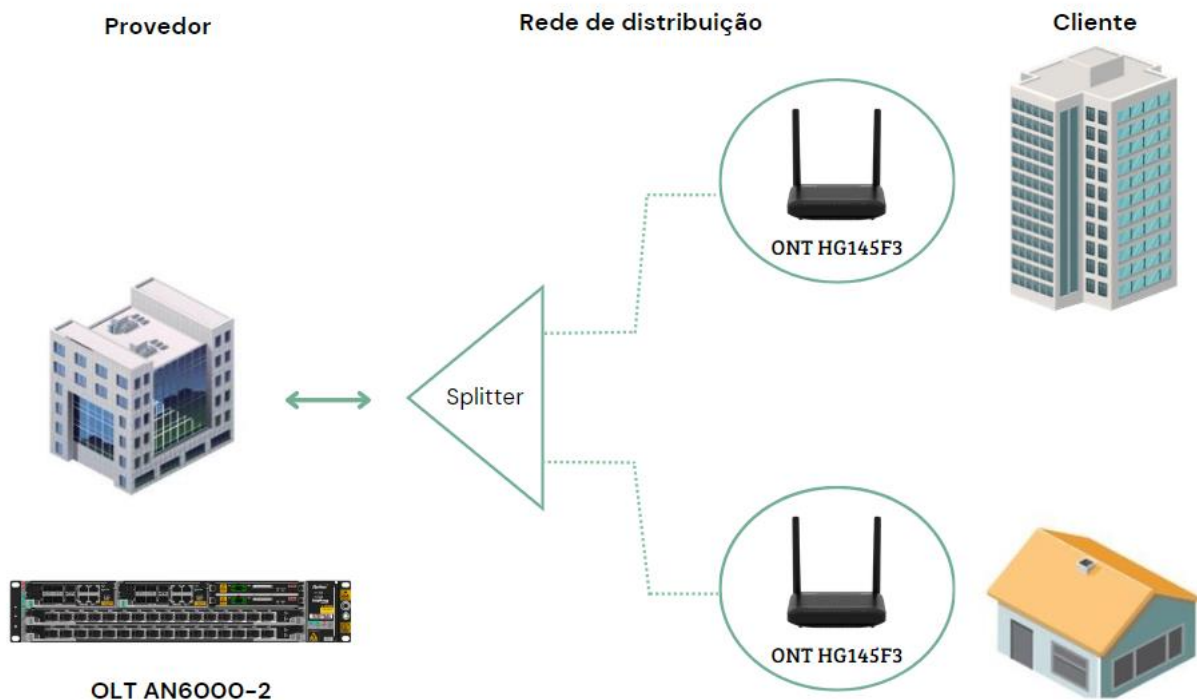 Provedor
Rede de distribuição
Cliente
ONT HG145F3
Splitter
ONT HG145F3
OLT AN6000-2